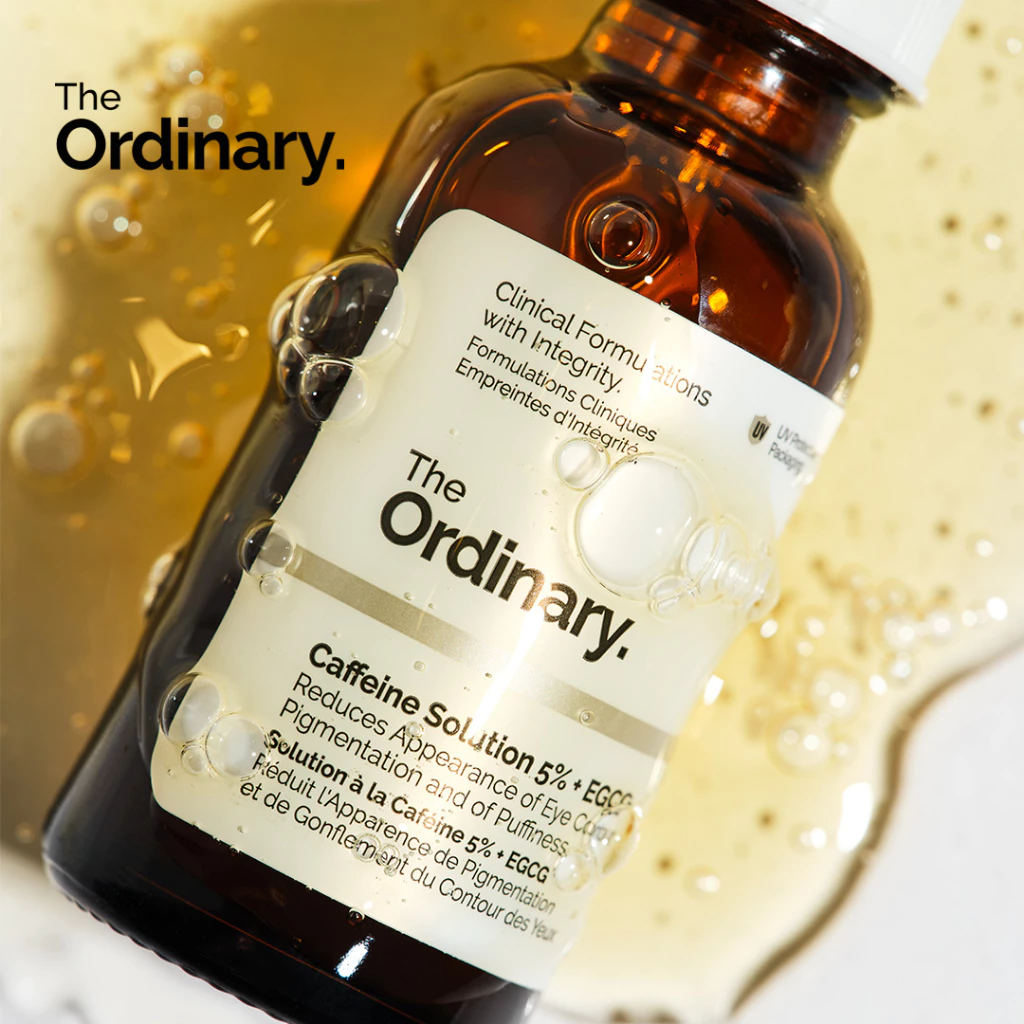 The
Ordinary.
Clinical Formulations
with Integrity.
Formulations Cliniques
Empreintes d'Intégrité.
UV
UV Protective
Packaging
The
Ordinary.
Caffeine Solution 5% + EGCG
Reduces Appearance of Eye Contour
Pigmentation and of Puffiness.
Solution à la Caféine 5% + EGCG
Réduit l'Apparence de Pigmentation
et de Gonflement du Contour des Yeux